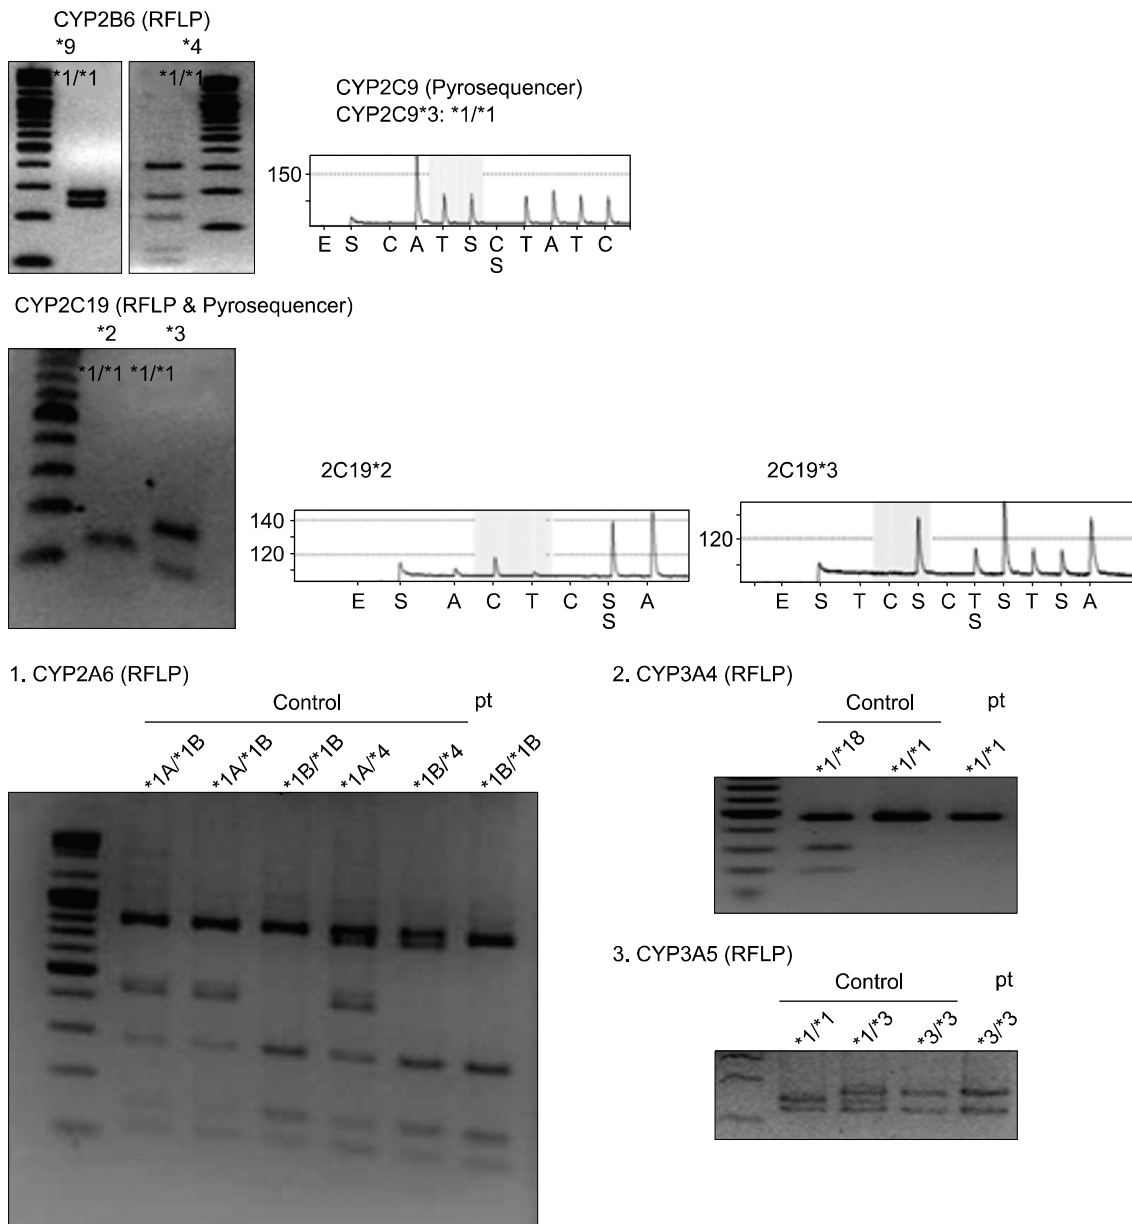 CYP2B6 (RFLP)
*9 *4
*1/*1 *1/*1
CYP2C9 (Pyrosequencer)
CYP2C9*3: *1/*1
150
E S C A T S C T A T C
S
CYP2C19 (RFLP & Pyrosequencer)
*2 *3
*1/*1 *1/*1
2C19*2
140
120
E S A C T C S A
S
2C19*3
120
E S T C S C T S T S A
S
1. CYP2A6 (RFLP)
Control pt
*1A/*1B *1A/*1B *1B/*1B *1A/*4 *1B/*4 *1B/*1B
2. CYP3A4 (RFLP)
Control pt
*1/*18 *1/*1 *1/*1
3. CYP3A5 (RFLP)
Control pt
*1/*1 *1/*3 *3/*3 *3/*3